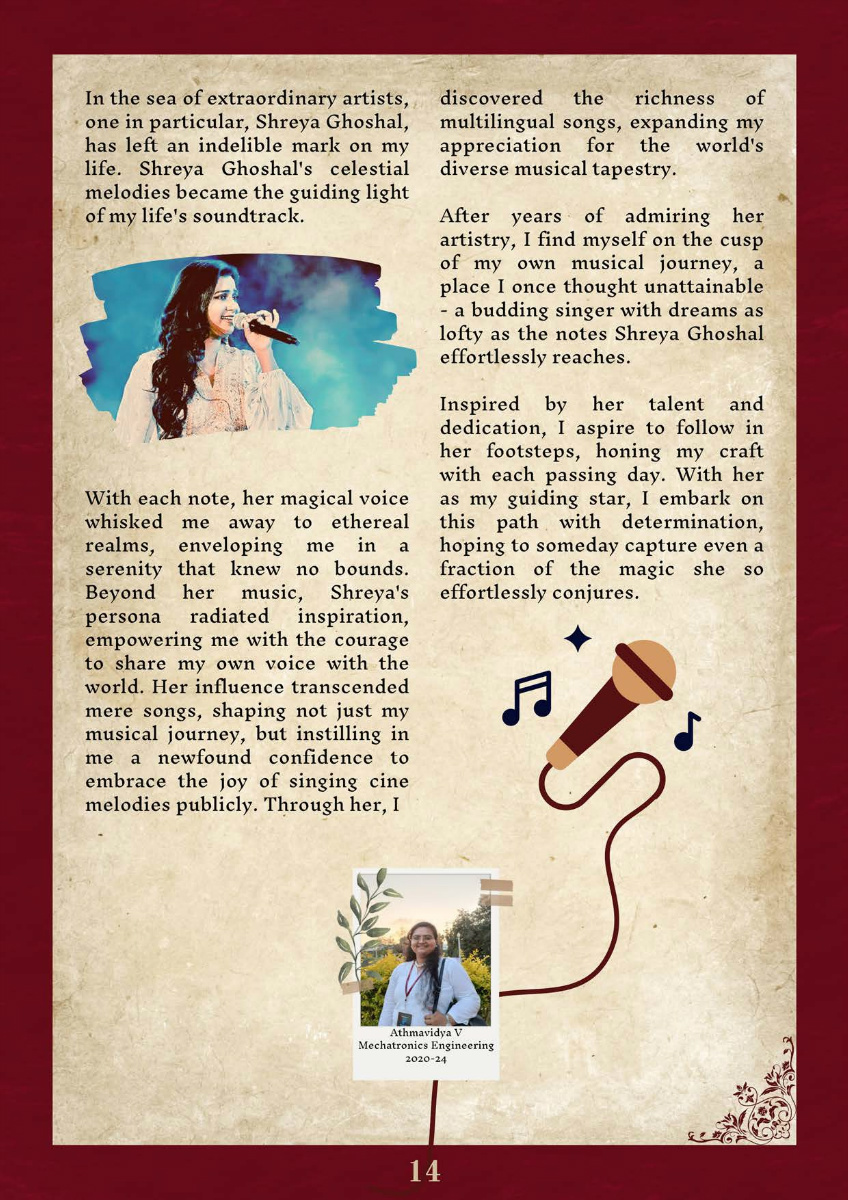 In the sea of extraordinary artists,
one in particular, Shreya Ghoshal,
has left an indelible mark on my
life. Shreya Ghoshal's celestial
melodies became the guiding light
of my life's soundtrack.
With each note, her magical voice
whisked me away to ethereal
realms, enveloping me in a
serenity that knew no bounds.
Beyond her music, Shreya's
persona radiated inspiration,
empowering me with the courage
to share my own voice with the
world. Her influence transcended
mere songs, shaping not just my
musical journey, but instilling in
me a newfound confidence to
embrace the joy of singing cine
melodies publicly. Through her, I
discovered the richness of
multilingual songs, expanding my
appreciation for the world's
diverse musical tapestry.
After years of admiring her
artistry, I find myself on the cusp
of my own musical journey, a
place I once thought unattainable
- a budding singer with dreams as
lofty as the notes Shreya Ghoshal
effortlessly reaches.
Inspired by her talent and
dedication, I aspire to follow in
her footsteps, honing my craft
with each passing day. With her
as my guiding star, I embark on
this path with determination,
hoping to someday capture even a
fraction of the magic she so
effortlessly conjures.
Athmavidya V
Mechatronics Engineering
2020-24
14